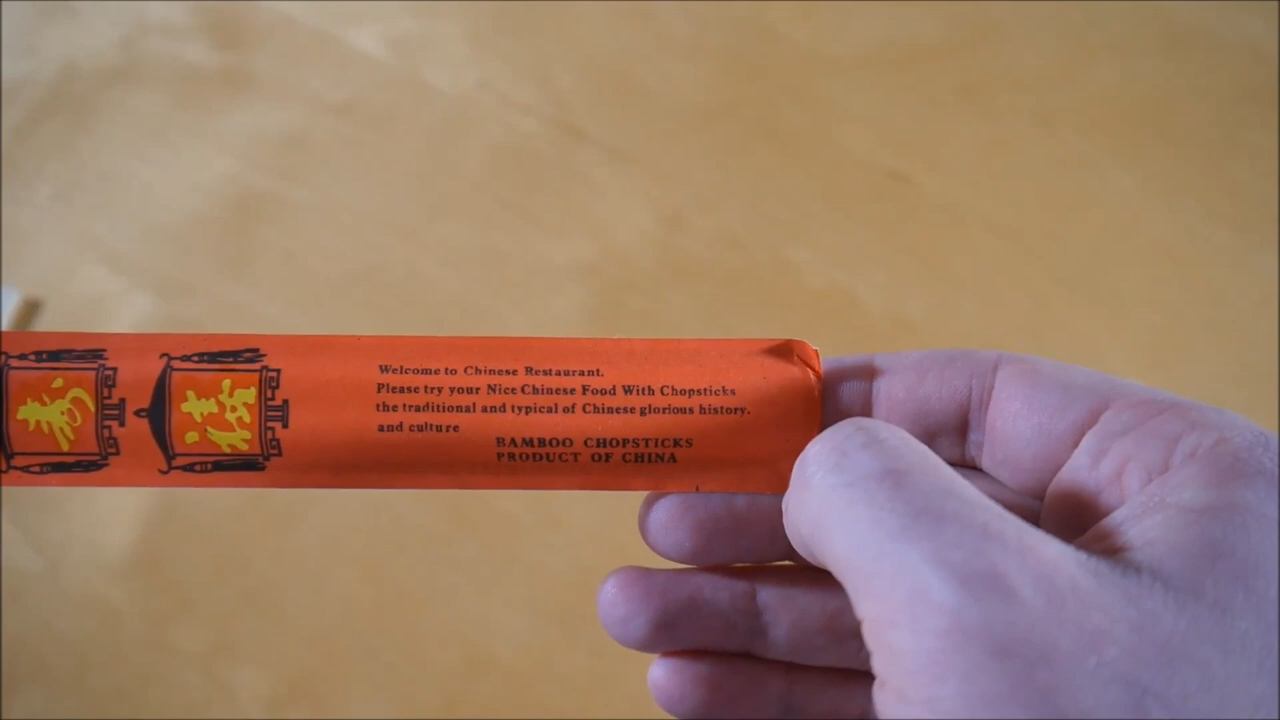 Welcome to Chinese Restaurant.
Please try your Nice Chinese Food With Chopsticks
the traditional and typical of Chinese glorious history.
and culture
BAMBOO CHOPSTICKS
PRODUCT OF CHINA